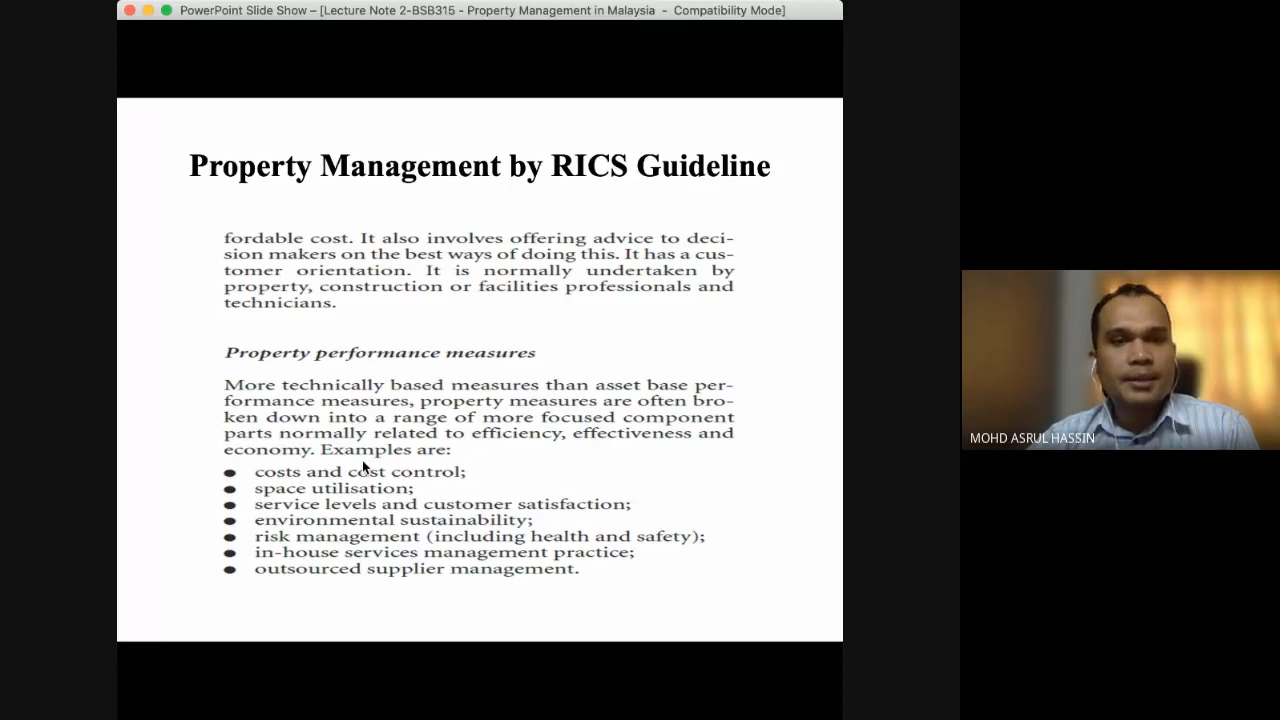 PowerPoint Slide Show – [Lecture Note 2-BSB315 - Property Management in Malaysia - Compatibility Mode]
Property Management by RICS Guideline
fordable cost. It also involves offering advice to deci-
sion makers on the best ways of doing this. It has a cus-
tomer orientation. It is normally undertaken by
property, construction or facilities professionals and
technicians.
Property performance measures
More technically based measures than asset base per-
formance measures, property measures are often bro-
ken down into a range of more focused component
parts normally related to efficiency, effectiveness and
economy. Examples are:
● costs and cost control;
● space utilisation;
● service levels and customer satisfaction;
● environmental sustainability;
● risk management (including health and safety);
● in-house services management practice;
● outsourced supplier management.
MOHD ASRUL HASSIN